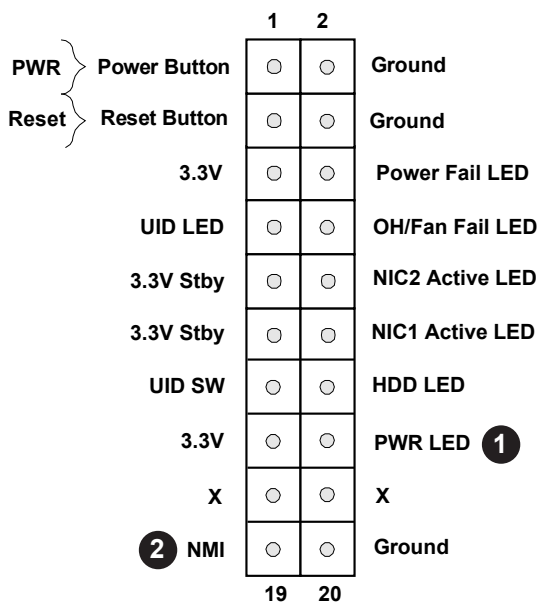 1 2
PWR Power Button Ground
Reset Reset Button Ground
3.3V Power Fail LED
UID LED OH/Fan Fail LED
3.3V Stby NIC2 Active LED
3.3V Stby NIC1 Active LED
UID SW HDD LED
3.3V PWR LED 1
X X
2 NMI Ground
19 20